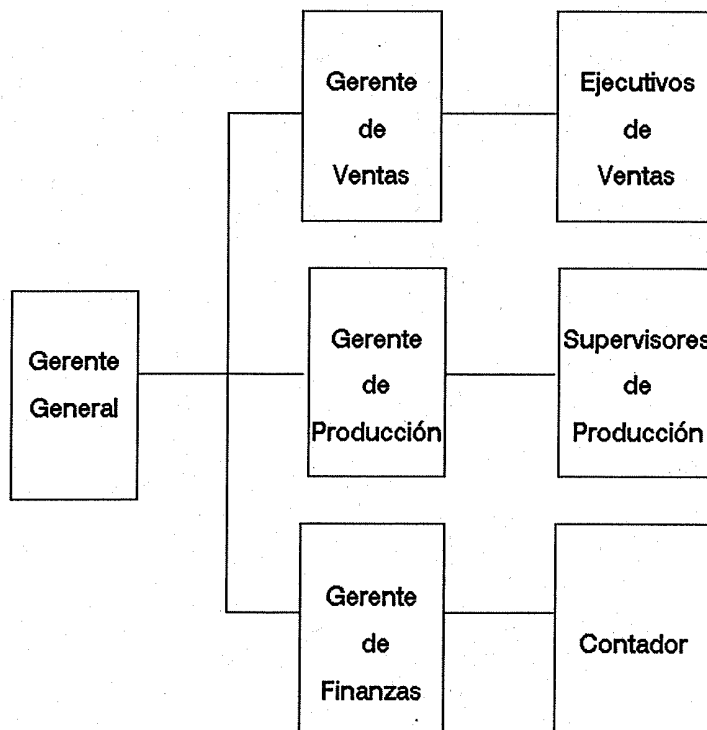 Gerente
de
Ventas
Ejecutivos
de
Ventas
Gerente
General
Gerente
de
Producción
Supervisores
de
Producción
Gerente
de
Finanzas
Contador